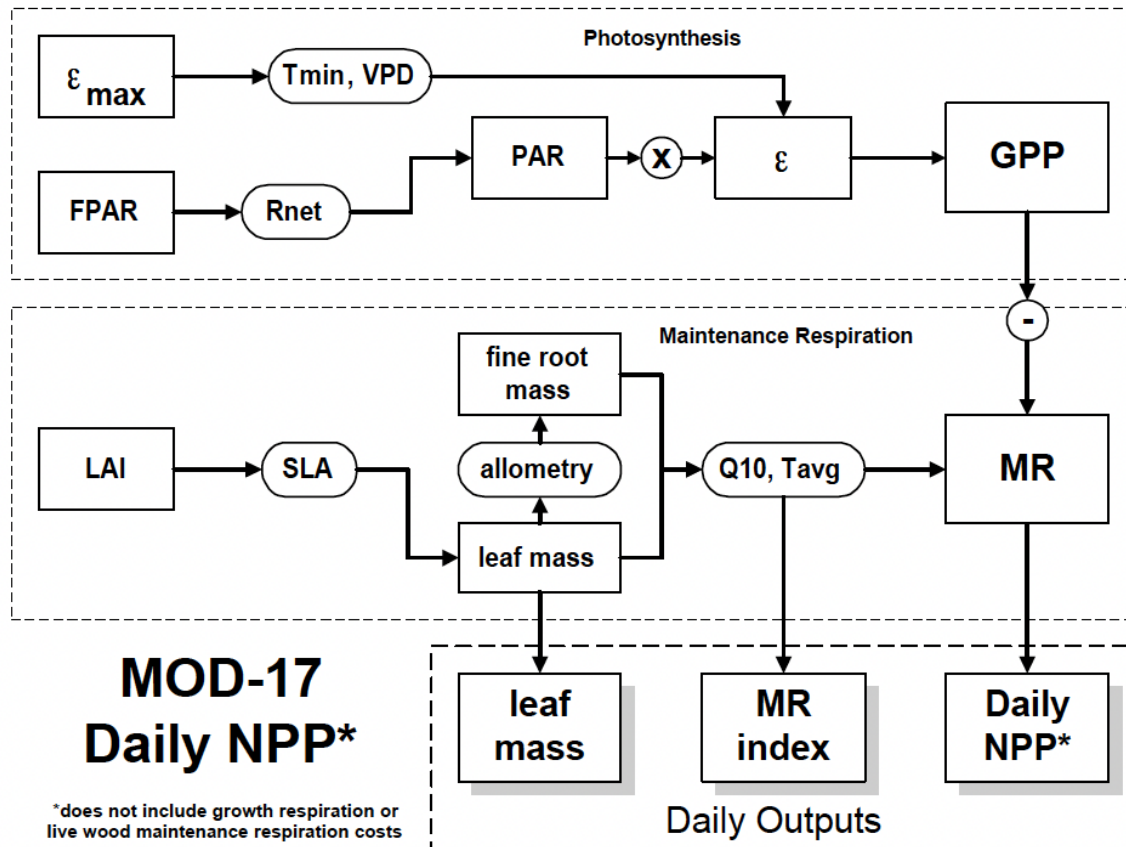 Photosynthesis
εmax
Tmin, VPD
FPAR
Rnet
PAR
X
ε
GPP
-
Maintenance Respiration
LAI
SLA
fine root
mass
allometry
leaf mass
Q10, Tavg
MR
MOD-17
Daily NPP*
*does not include growth respiration or
live wood maintenance respiration costs
leaf
mass
MR
index
Daily
NPP*
Daily Outputs